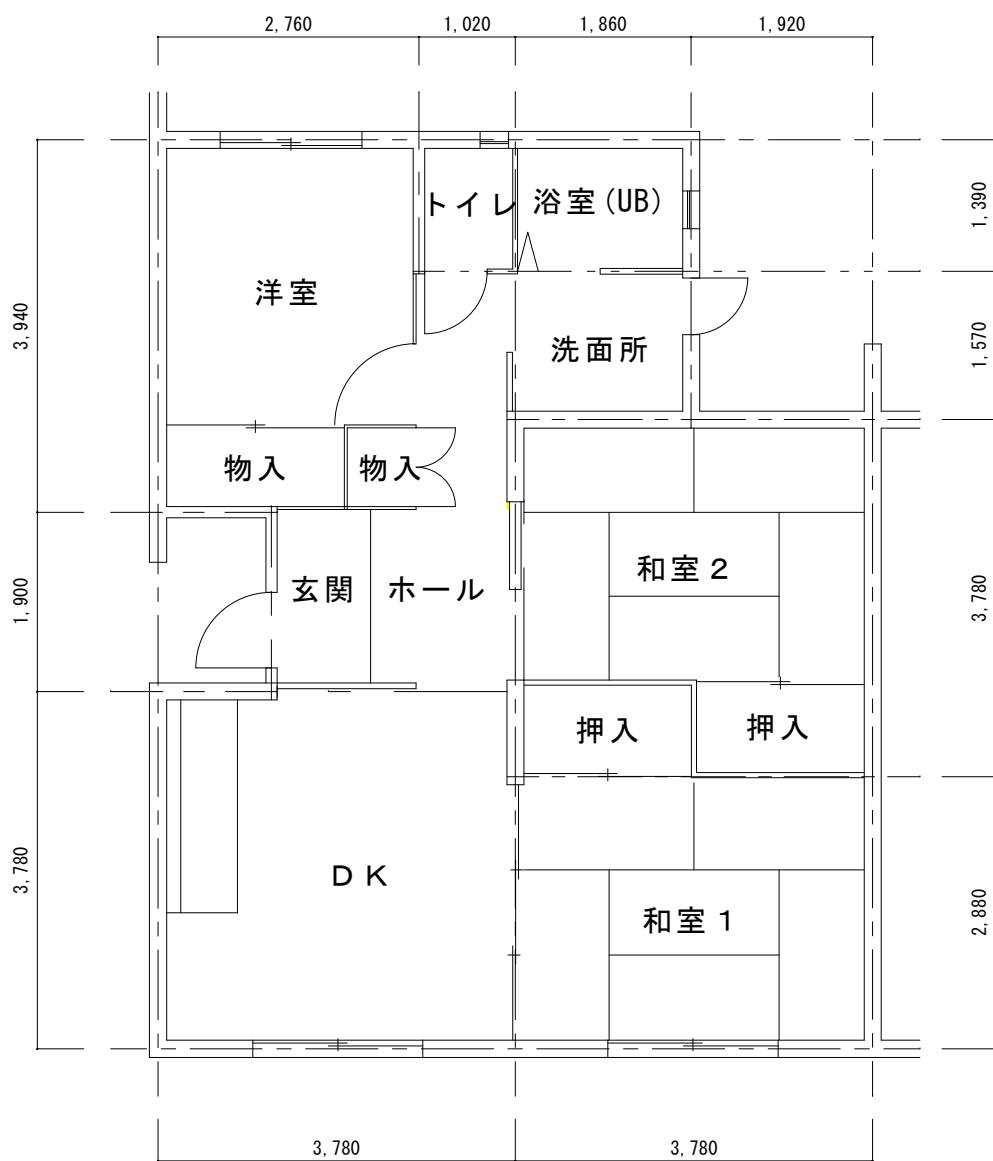 2,760
1,020
1,860
1,920
トイレ
浴室(UB)
1,390
洋室
3,940
洗面所
1,570
物入
物入
和室２
玄関
ホール
1,900
3,780
押入
押入
DK
3,780
和室１
2,880
3,780
3,780